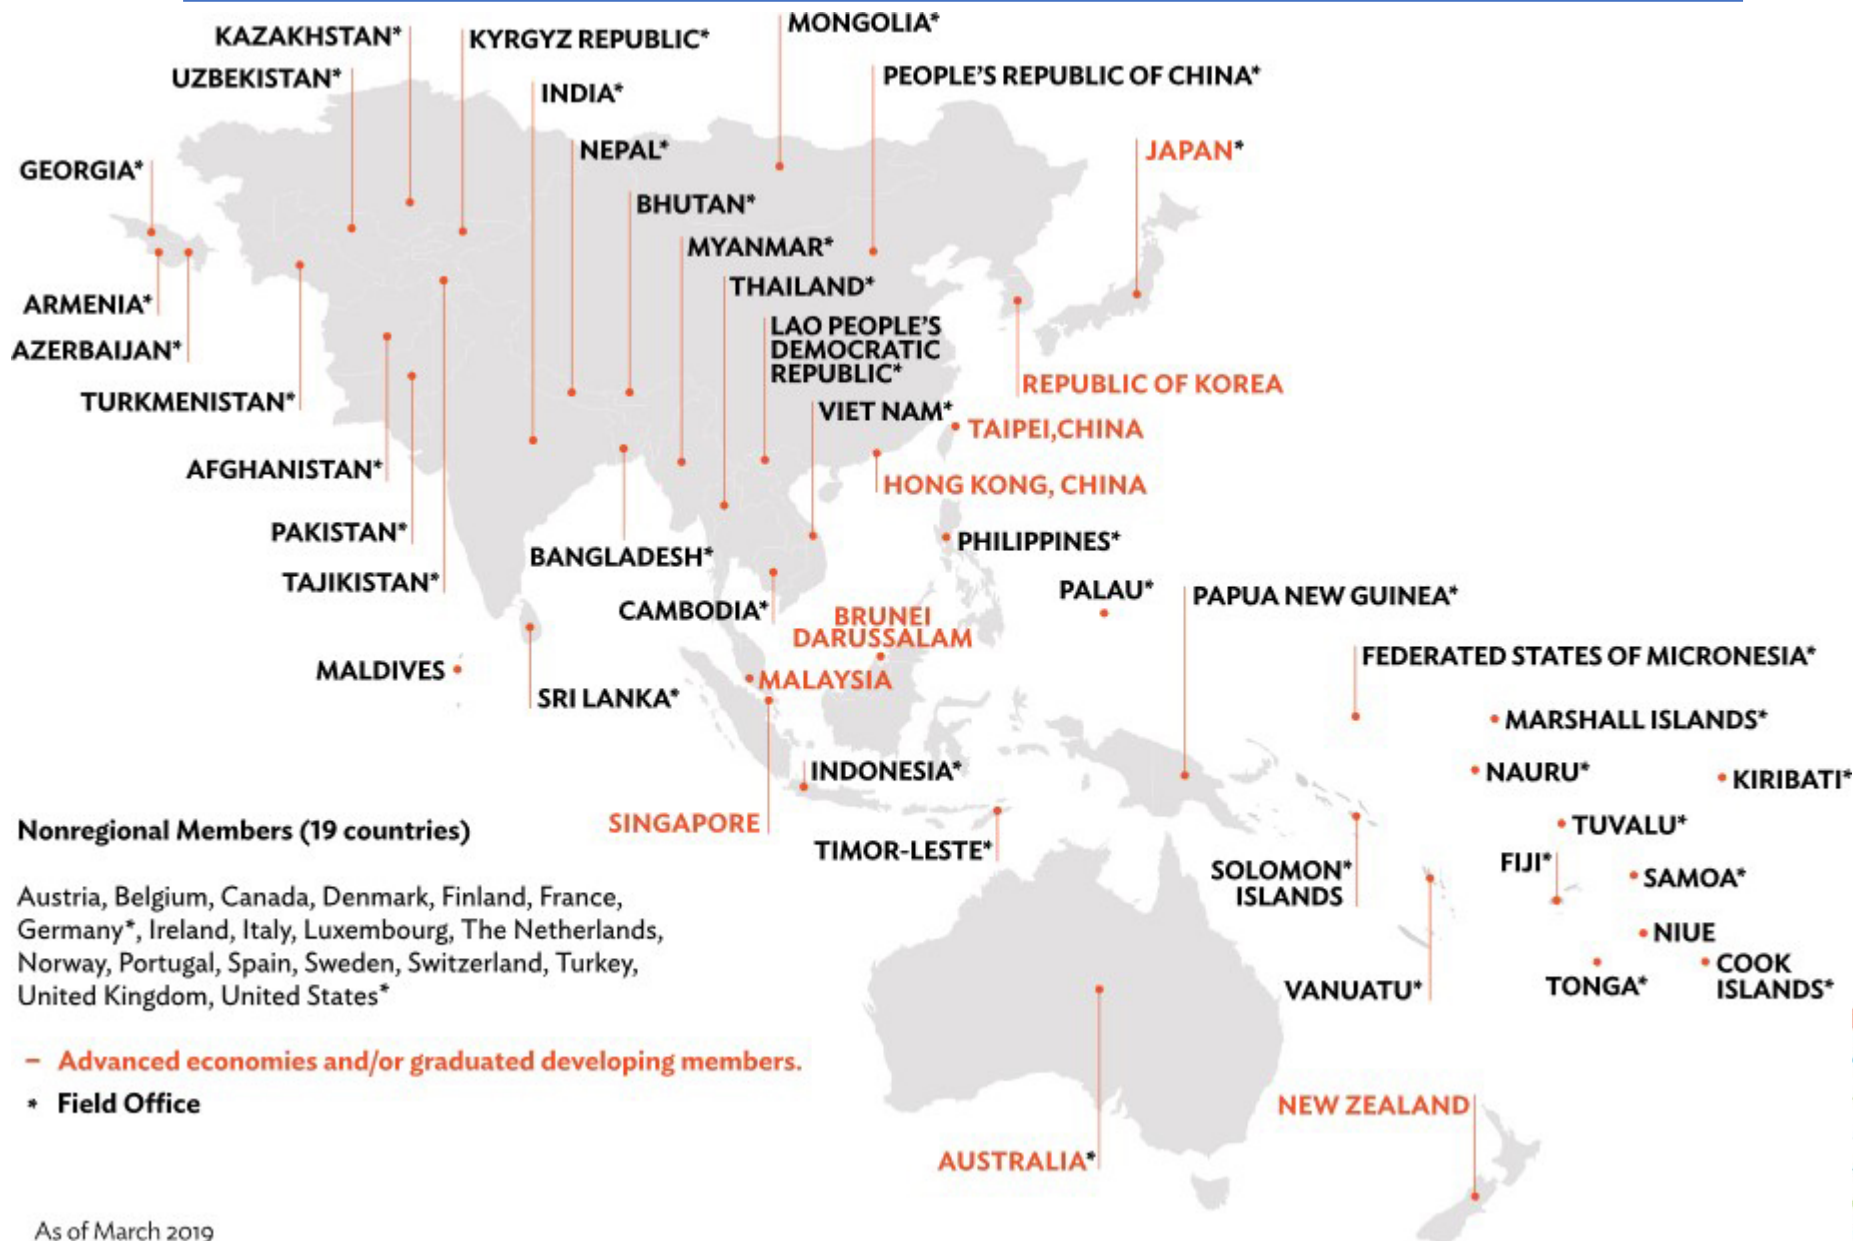 KAZAKHSTAN*
KYRGYZ REPUBLIC*
MONGOLIA*
UZBEKISTAN*
INDIA*
PEOPLE'S REPUBLIC OF CHINA*
GEORGIA*
NEPAL*
JAPAN*
BHUTAN*
MYANMAR*
THAILAND*
ARMENIA*
LAO PEOPLE'S
DEMOCRATIC
REPUBLIC*
AZERBAIJAN*
TURKMENISTAN*
REPUBLIC OF KOREA
VIET NAM*
TAIPEI,CHINA
AFGHANISTAN*
HONG KONG, CHINA
PAKISTAN*
PHILIPPINES*
BANGLADESH*
TAJIKISTAN*
PALAU*
PAPUA NEW GUINEA*
CAMBODIA*
BRUNEI
DARUSSALAM
FEDERATED STATES OF MICRONESIA*
MALDIVES
MALAYSIA
SRI LANKA*
MARSHALL ISLANDS*
INDONESIA*
NAURU*
KIRIBATI*
SINGAPORE
TUVALU*
TIMOR-LESTE*
SOLOMON*
ISLANDS
FIJI*
SAMOA*
NIUE
VANUATU*
TONGA*
COOK
ISLANDS*
Nonregional Members (19 countries)
Austria, Belgium, Canada, Denmark, Finland, France,
Germany*, Ireland, Italy, Luxembourg, The Netherlands,
Norway, Portugal, Spain, Sweden, Switzerland, Turkey,
United Kingdom, United States*
– Advanced economies and/or graduated developing members.
* Field Office
NEW ZEALAND
AUSTRALIA*
As of March 2019